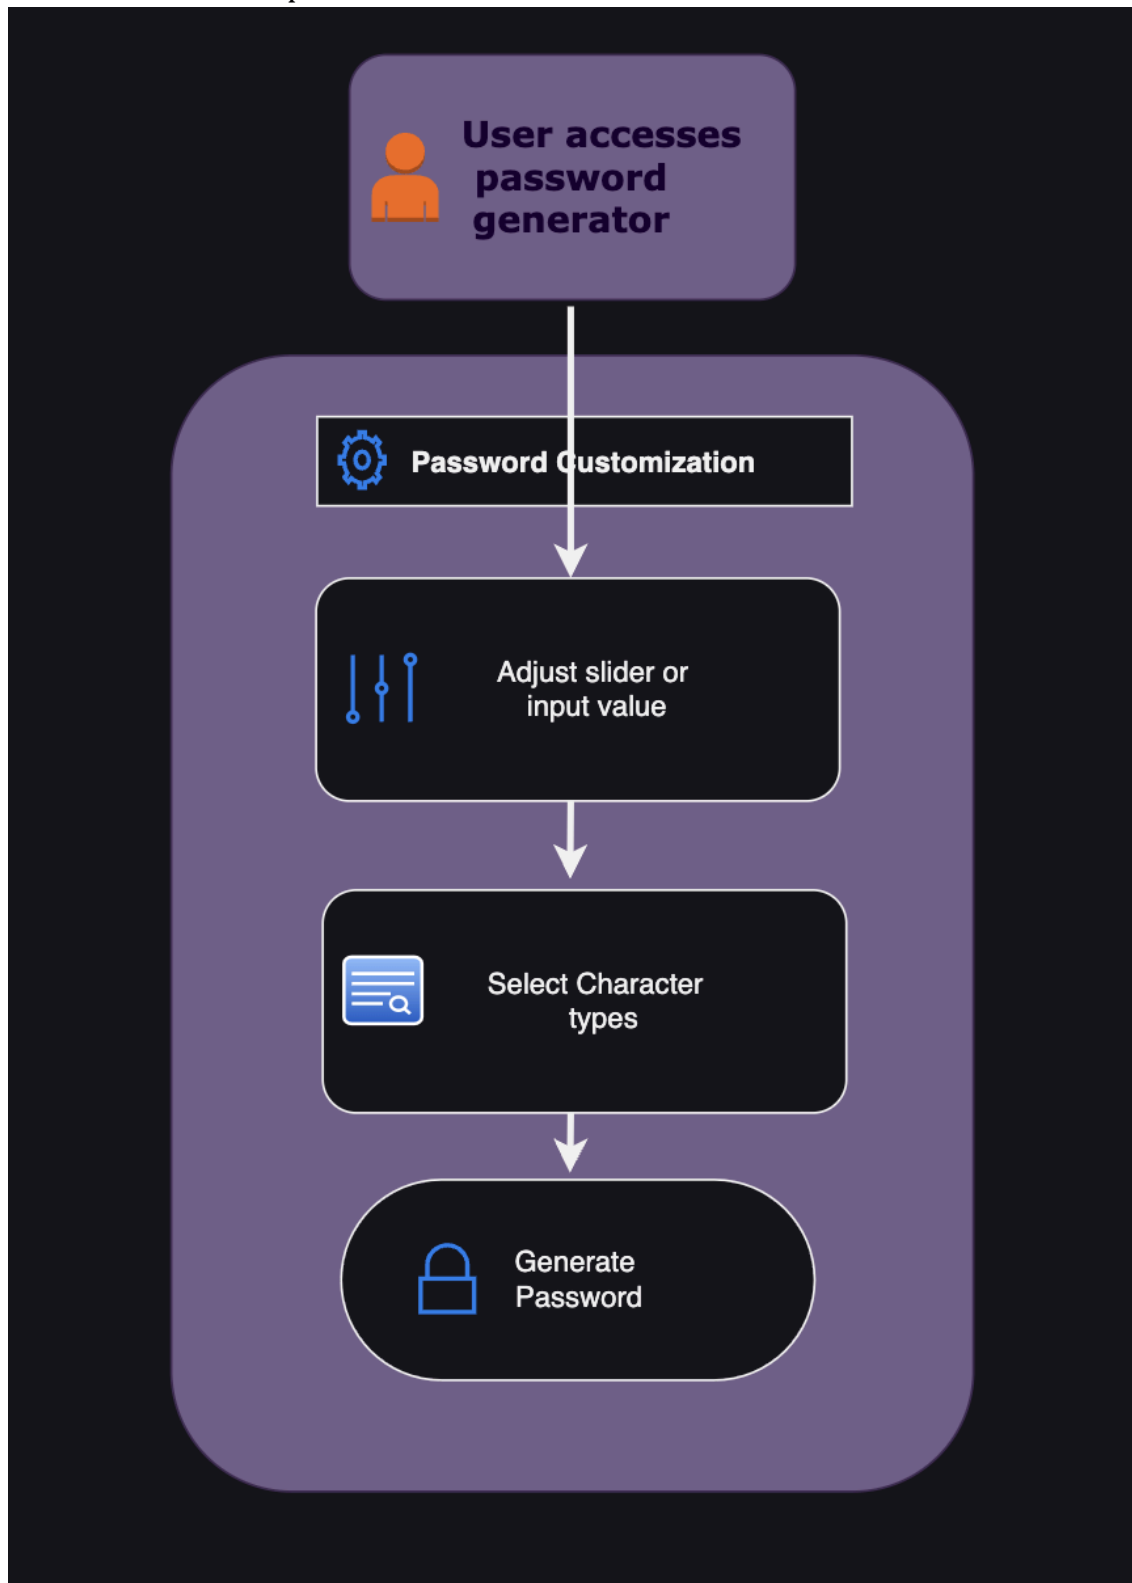 User accesses
password
generator
Password Customization
Adjust slider or
input value
Select Character
types
Generate
Password